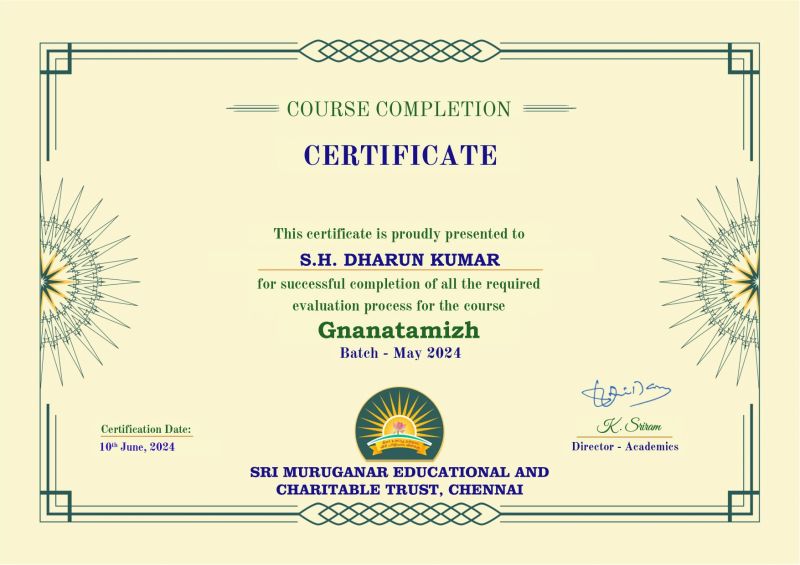 COURSE COMPLETION
CERTIFICATE
This certificate is proudly presented to
S.H. DHARUN KUMAR
for successful completion of all the required
evaluation process for the course
Gnanatamizh
Batch - May 2024
Certification Date:
10th June, 2024
K. Sriram
Director - Academics
SRI MURUGANAR EDUCATIONAL AND
CHARITABLE TRUST, CHENNAI